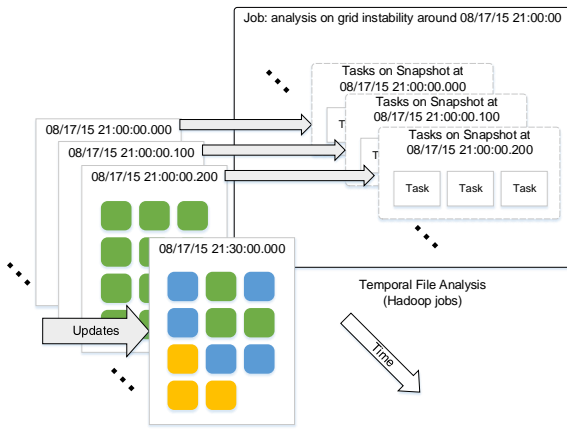 Job: analysis on grid instability around 08/17/15 21:00:00
Tasks on Snapshot at
08/17/15 21:00:00.000
Tasks on Snapshot at
08/17/15 21:00:00.100
Tasks on Snapshot at
08/17/15 21:00:00.200
T
T
Task
Task
Task
08/17/15 21:00:00.000
08/17/15 21:00:00.100
08/17/15 21:00:00.200
08/17/15 21:30:00.000
Updates
Temporal File Analysis
(Hadoop jobs)
Time